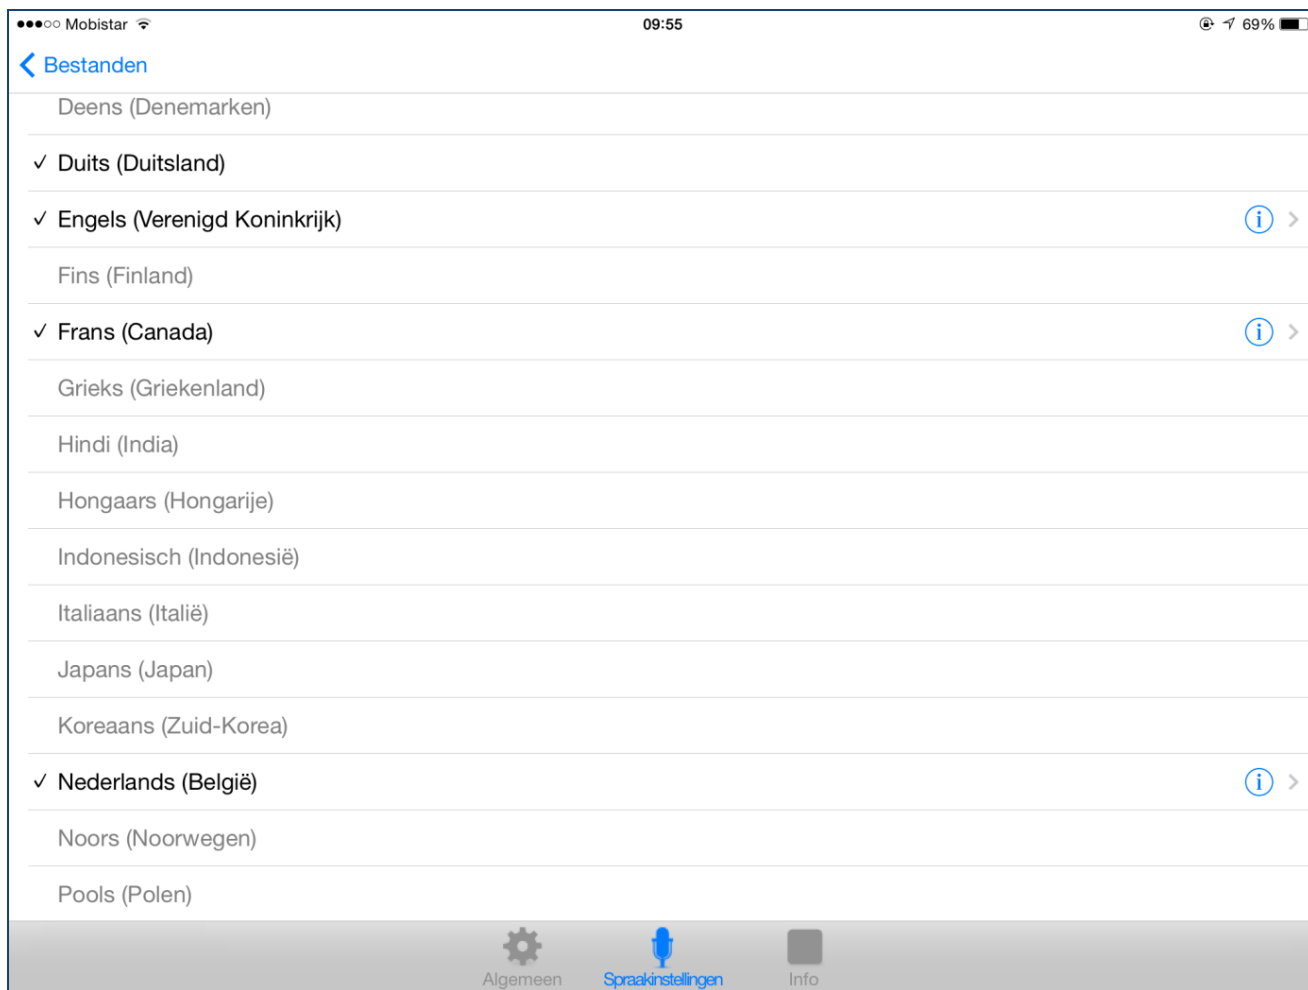 Mobistar 09:55 69%
Bestanden
Deens (Denemarken)
✓ Duits (Duitsland)
✓ Engels (Verenigd Koninkrijk)
Fins (Finland)
✓ Frans (Canada)
Grieks (Griekenland)
Hindi (India)
Hongaars (Hongarije)
Indonesisch (Indonesië)
Italiaans (Italië)
Japans (Japan)
Koreaans (Zuid-Korea)
✓ Nederlands (België)
Noors (Noorwegen)
Pools (Polen)
Algemeen Spraakinstellingen Info